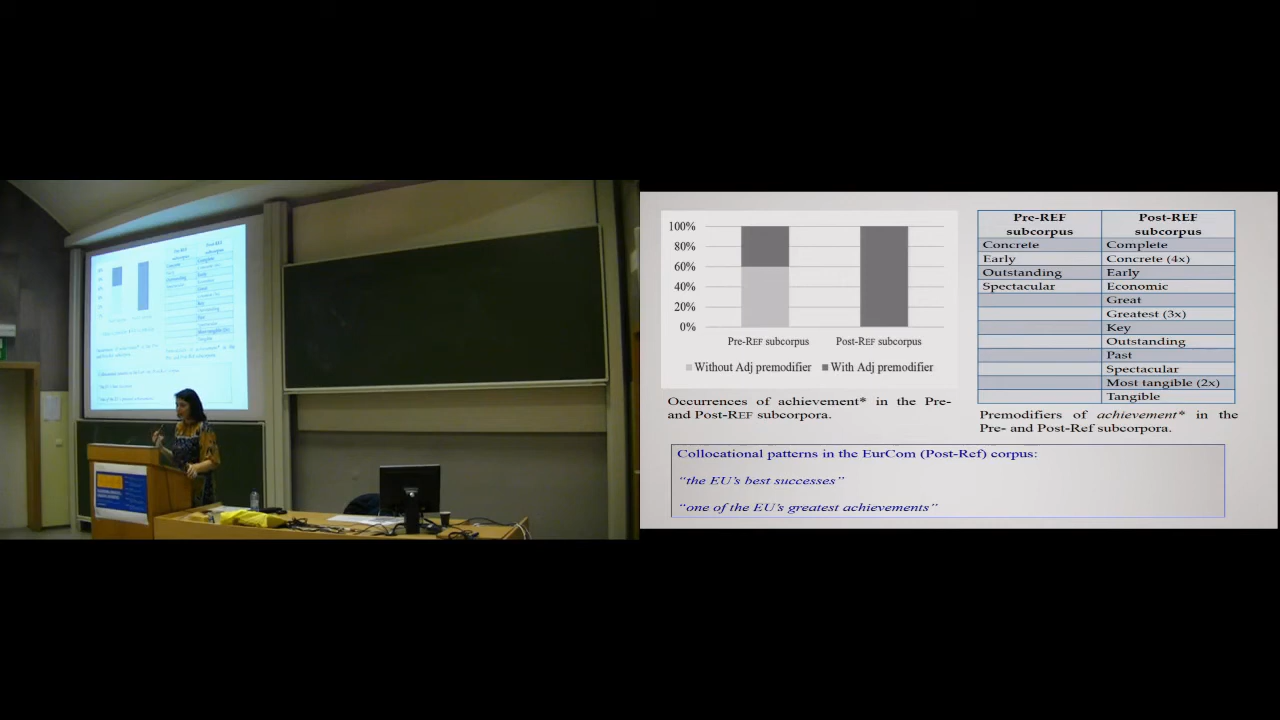 100%
80%
60%
40%
20%
0%
Pre-REF subcorpus
Post-REF subcorpus
Without Adj premodifier
With Adj premodifier
Occurrences of achievement* in the Pre-
and Post-REF subcorpora.
Pre-REF subcorpus
Post-REF subcorpus
Concrete
Complete
Early
Concrete (4x)
Outstanding
Early
Spectacular
Economic
Great
Greatest (3x)
Key
Outstanding
Past
Spectacular
Most tangible (2x)
Tangible
Premodifiers of achievement* in the
Pre- and Post-Ref subcorpora.
Collocational patterns in the EurCom (Post-Ref) corpus:
“the EU's best successes”
“one of the EU's greatest achievements”